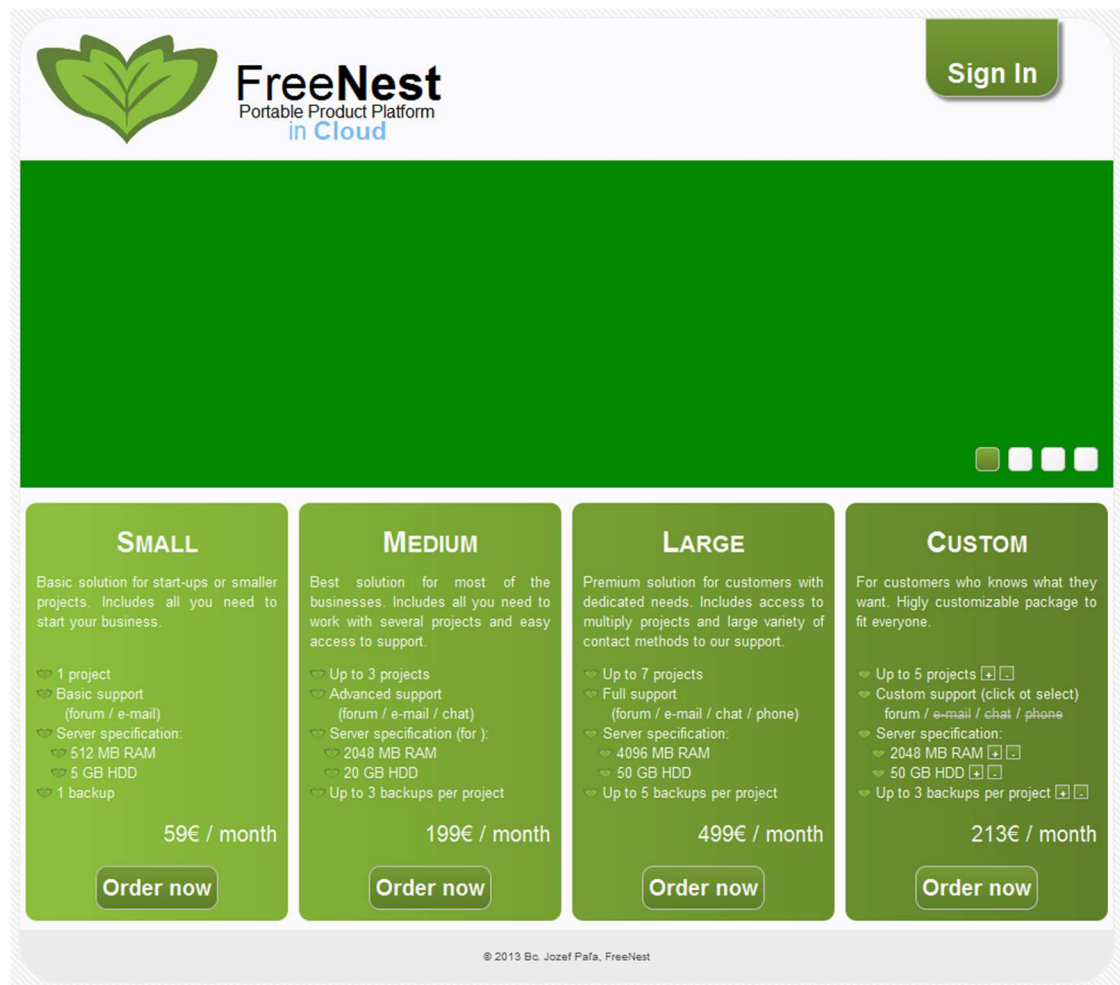 FreeNest
Portable Product Platform
in Cloud
Sign In
SMALL
Basic solution for start-ups or smaller
projects. Includes all you need to
start your business.
1 project
Basic support
(forum / e-mail)
Server specification:
512 MB RAM
5 GB HDD
1 backup
59€ / month
Order now
MEDIUM
Best solution for most of the
businesses. Includes all you need to
work with several projects and easy
access to support.
Up to 3 projects
Advanced support
(forum / e-mail / chat)
Server specification (for ):
2048 MB RAM
20 GB HDD
Up to 3 backups per project
199€ / month
Order now
LARGE
Premium solution for customers with
dedicated needs. Includes access to
multiply projects and large variety of
contact methods to our support.
Up to 7 projects
Full support
(forum / e-mail / chat / phone)
Server specification:
4096 MB RAM
50 GB HDD
Up to 5 backups per project
499€ / month
Order now
CUSTOM
For customers who knows what they
want. Higly customizable package to
fit everyone.
Up to 5 projects + -
Custom support (click ot select)
forum / e-mail / chat / phone
Server specification:
2048 MB RAM + -
50 GB HDD + -
Up to 3 backups per project + -
213€ / month
Order now
© 2013 Bc. Jozef Paľa, FreeNest